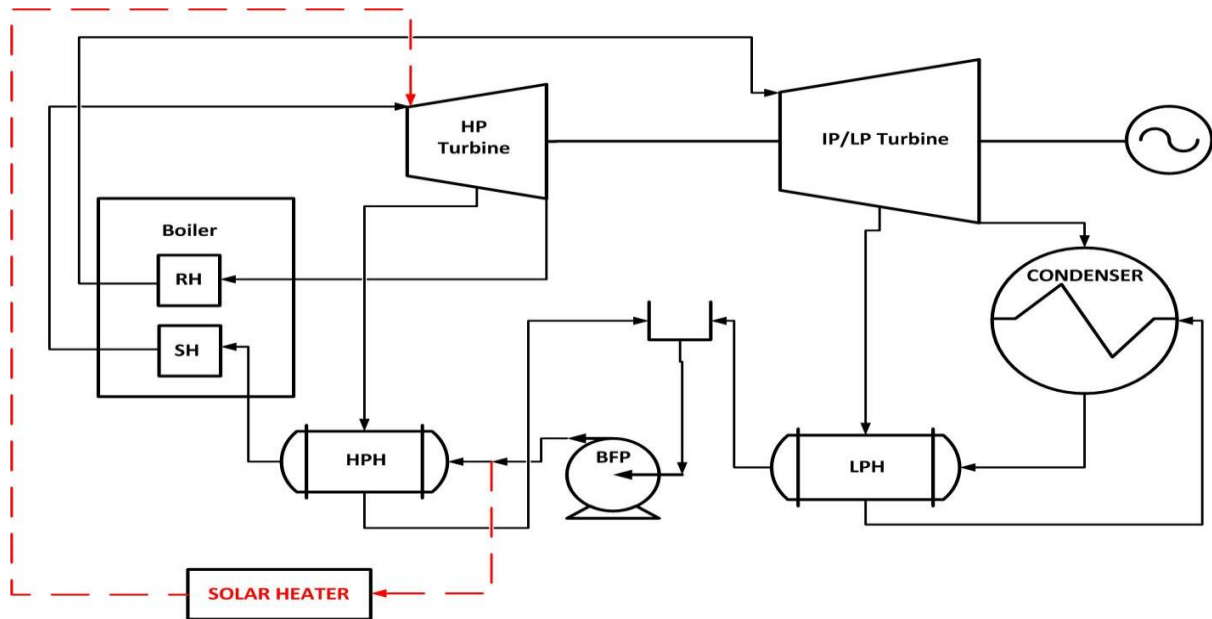 HP
Turbine
IP/LP Turbine
Boiler
RH
CONDENSER
SH
HPH
BFP
LPH
SOLAR HEATER